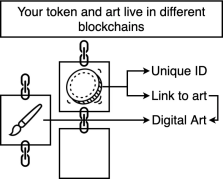 Your token and art live in different
blockchains
Unique ID
Link to art
Digital Art